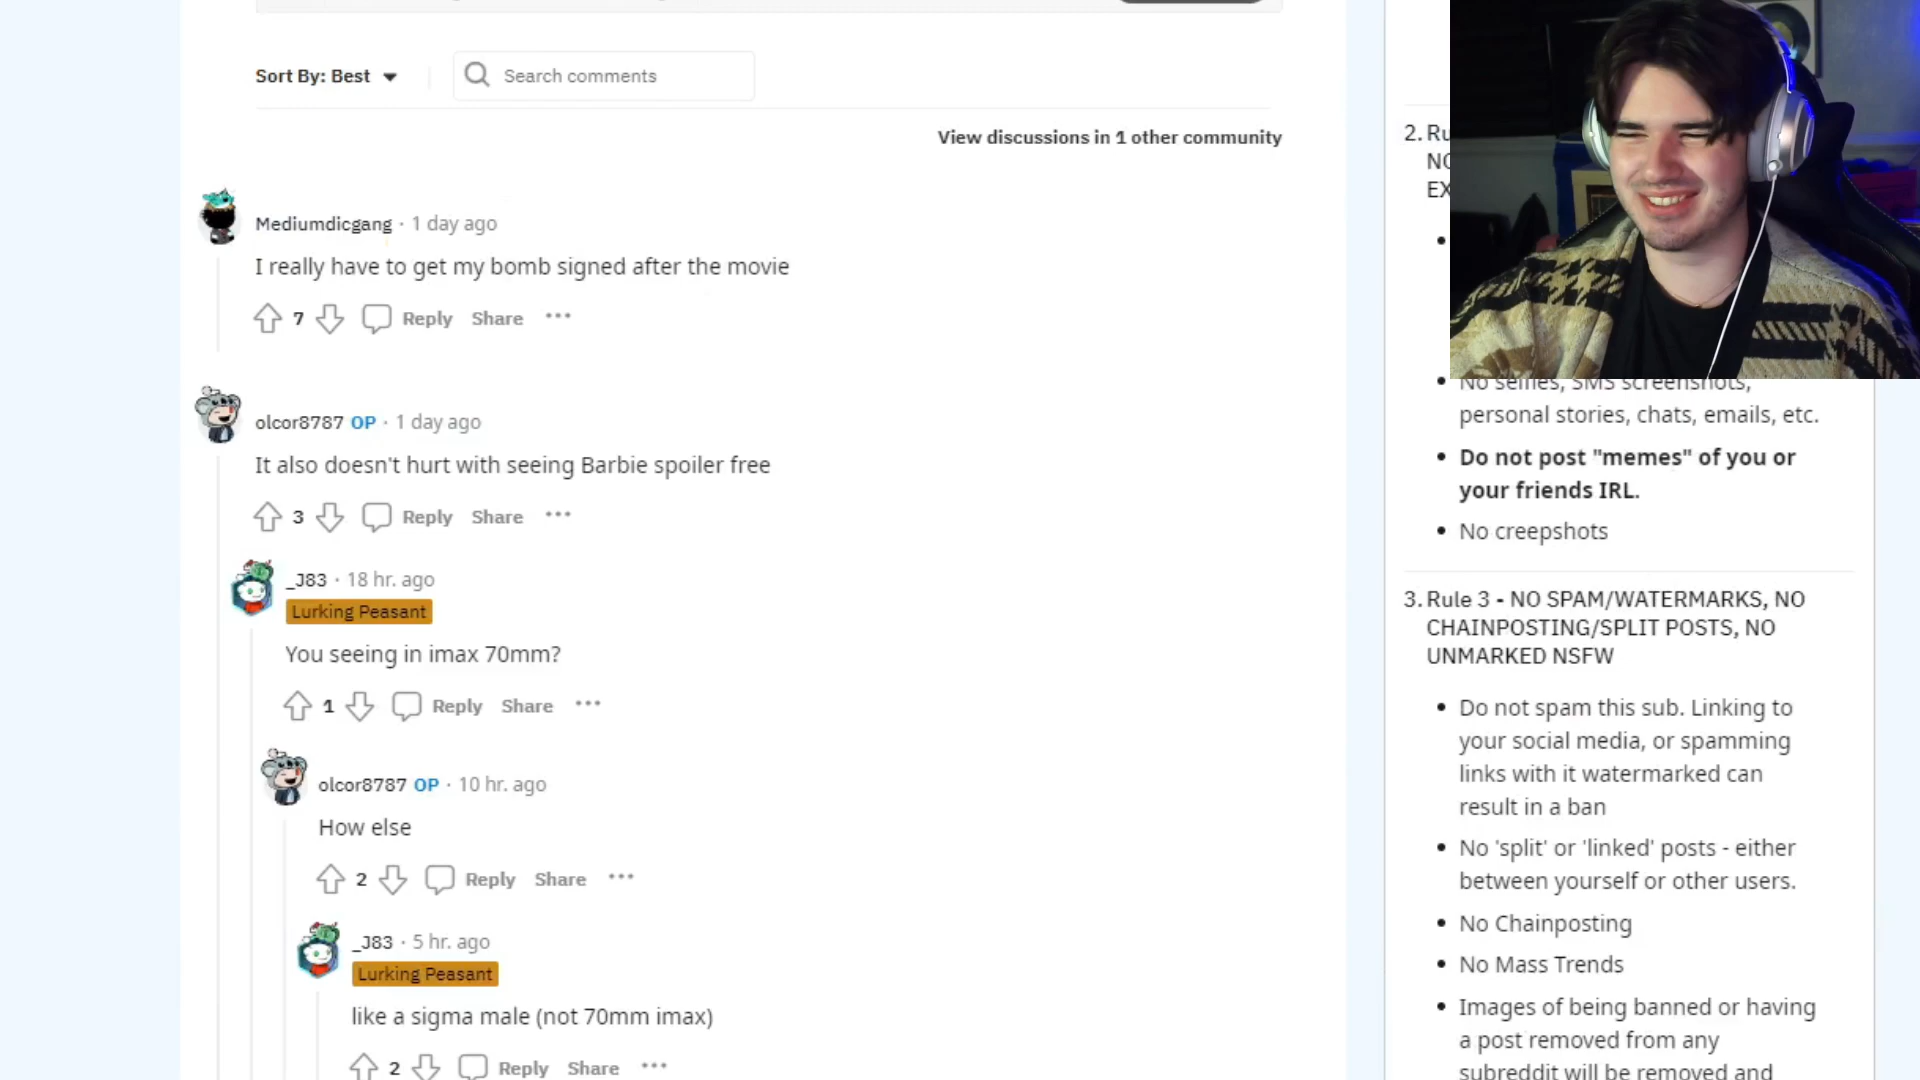 Sort By: Best
Search comments
View discussions in 1 other community
Mediumdicgang · 1 day ago
I really have to get my bomb signed after the movie
7 Reply Share ···
olcor8787 OP · 1 day ago
It also doesn't hurt with seeing Barbie spoiler free
3 Reply Share ···
_J83 · 18 hr. ago
Lurking Peasant
You seeing in imax 70mm?
1 Reply Share ···
olcor8787 OP · 10 hr. ago
How else
2 Reply Share ···
_J83 · 5 hr. ago
Lurking Peasant
like a sigma male (not 70mm imax)
2 Reply Share ···
2.
• No selfies, SMS screenshots,
personal stories, chats, emails, etc.
• Do not post "memes" of you or
your friends IRL.
• No creepshots
3. Rule 3 - NO SPAM/WATERMARKS, NO
CHAINPOSTING/SPLIT POSTS, NO
UNMARKED NSFW
• Do not spam this sub. Linking to
your social media, or spamming
links with it watermarked can
result in a ban
• No 'split' or 'linked' posts - either
between yourself or other users.
• No Chainposting
• No Mass Trends
• Images of being banned or having
a post removed from any
subreddit will be removed and